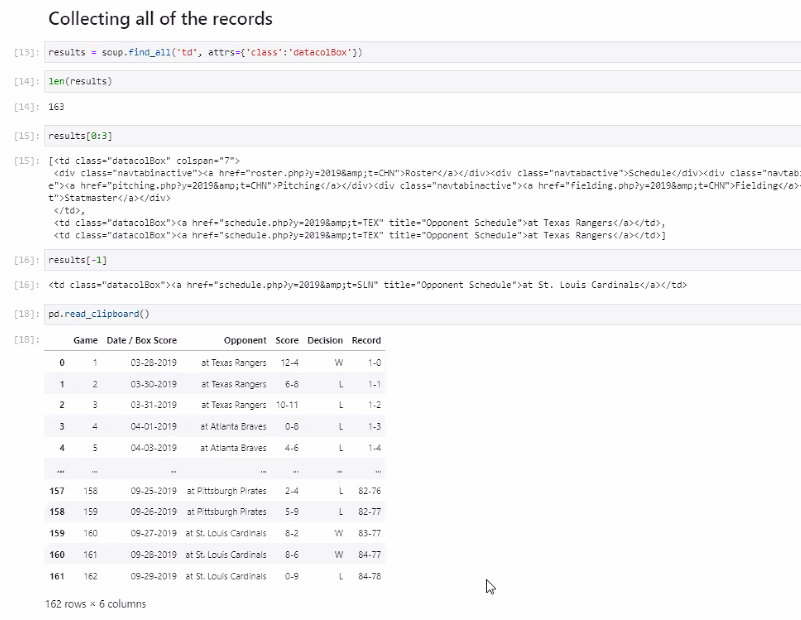 Collecting all of the records
[13]: results = soup.find_all('td', attrs={'class':'datacolBox'})
[14]: len(results)
[14]: 163
[15]: results[0:3]
[15]: [<td class="datacolBox" colspan="7">
<div class="navtabinactive"><a href="roster.php?y=2019&amp;t=CHN">Roster</a></div><div class="navtabactive">Schedule</div><div class="navtabi
e"><a href="pitching.php?y=2019&amp;t=CHN">Pitching</a></div><div class="navtabinactive"><a href="fielding.php?y=2019&amp;t=CHN">Fielding</a>
t">Statmaster</a></div>
</td>,
<td class="datacolBox"><a href="schedule.php?y=2019&amp;t=TEX" title="Opponent Schedule">at Texas Rangers</a></td>,
<td class="datacolBox"><a href="schedule.php?y=2019&amp;t=TEX" title="Opponent Schedule">at Texas Rangers</a></td>]
[16]: results[-1]
[16]: <td class="datacolBox"><a href="schedule.php?y=2019&amp;t=SLN" title="Opponent Schedule">at St. Louis Cardinals</a></td>
[18]: pd.read_clipboard()
[18]:
Game Date / Box Score Opponent Score Decision Record
0 1 03-28-2019 at Texas Rangers 12-4 W 1-0
1 2 03-30-2019 at Texas Rangers 6-8 L 1-1
2 3 03-31-2019 at Texas Rangers 10-11 L 1-2
3 4 04-01-2019 at Atlanta Braves 0-8 L 1-3
4 5 04-03-2019 at Atlanta Braves 4-6 L 1-4
... ... ... ... ... ... ...
157 158 09-25-2019 at Pittsburgh Pirates 2-4 L 82-76
158 159 09-26-2019 at Pittsburgh Pirates 5-9 L 82-77
159 160 09-27-2019 at St. Louis Cardinals 8-2 W 83-77
160 161 09-28-2019 at St. Louis Cardinals 8-6 W 84-77
161 162 09-29-2019 at St. Louis Cardinals 0-9 L 84-78
162 rows × 6 columns